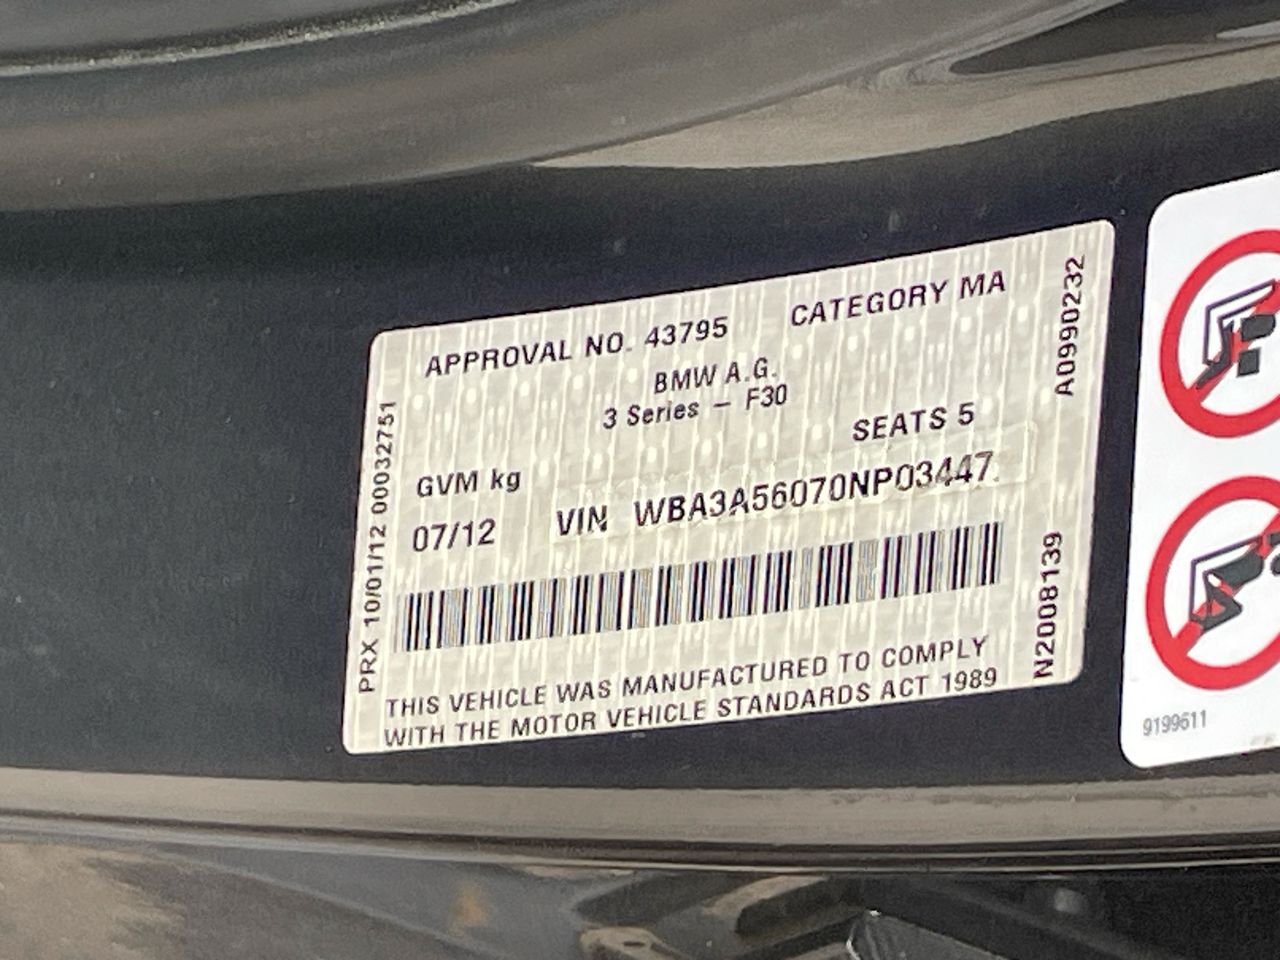 APPROVAL NO. 43795 CATEGORY MA
BMW A.G.
3 Series – F30
SEATS 5
GVM kg
07/12 VIN WBA3A56070NP03447
THIS VEHICLE WAS MANUFACTURED TO COMPLY
WITH THE MOTOR VEHICLE STANDARDS ACT 1989
PRX 10/01/12 00032751
A0990232
N2008139
9199611